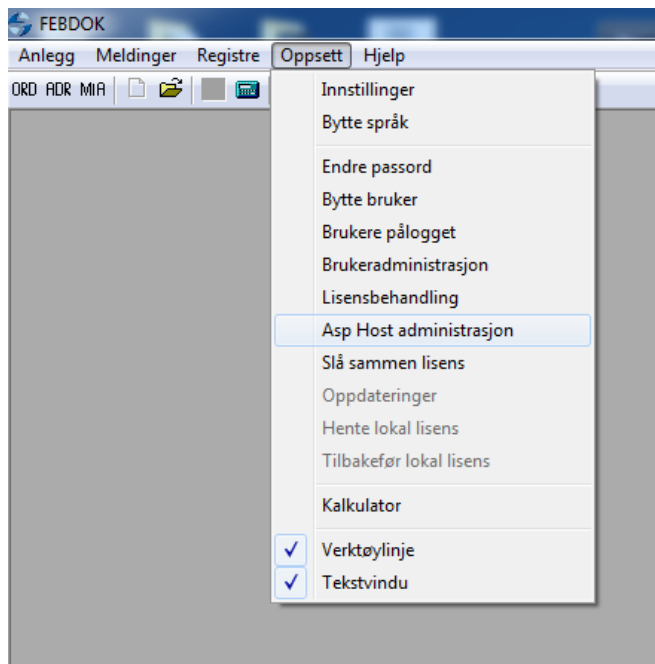 FEBDOK
Anlegg Meldinger Registre Oppsett Hjelp
ORD ADR MIA
Innstillinger
Bytte språk
Endre passord
Bytte bruker
Brukere pålogget
Brukeradministrasjon
Lisensbehandling
Asp Host administrasjon
Slå sammen lisens
Oppdateringer
Hente lokal lisens
Tilbakefør lokal lisens
Kalkulator
Verktøylinje
Tekstvindu